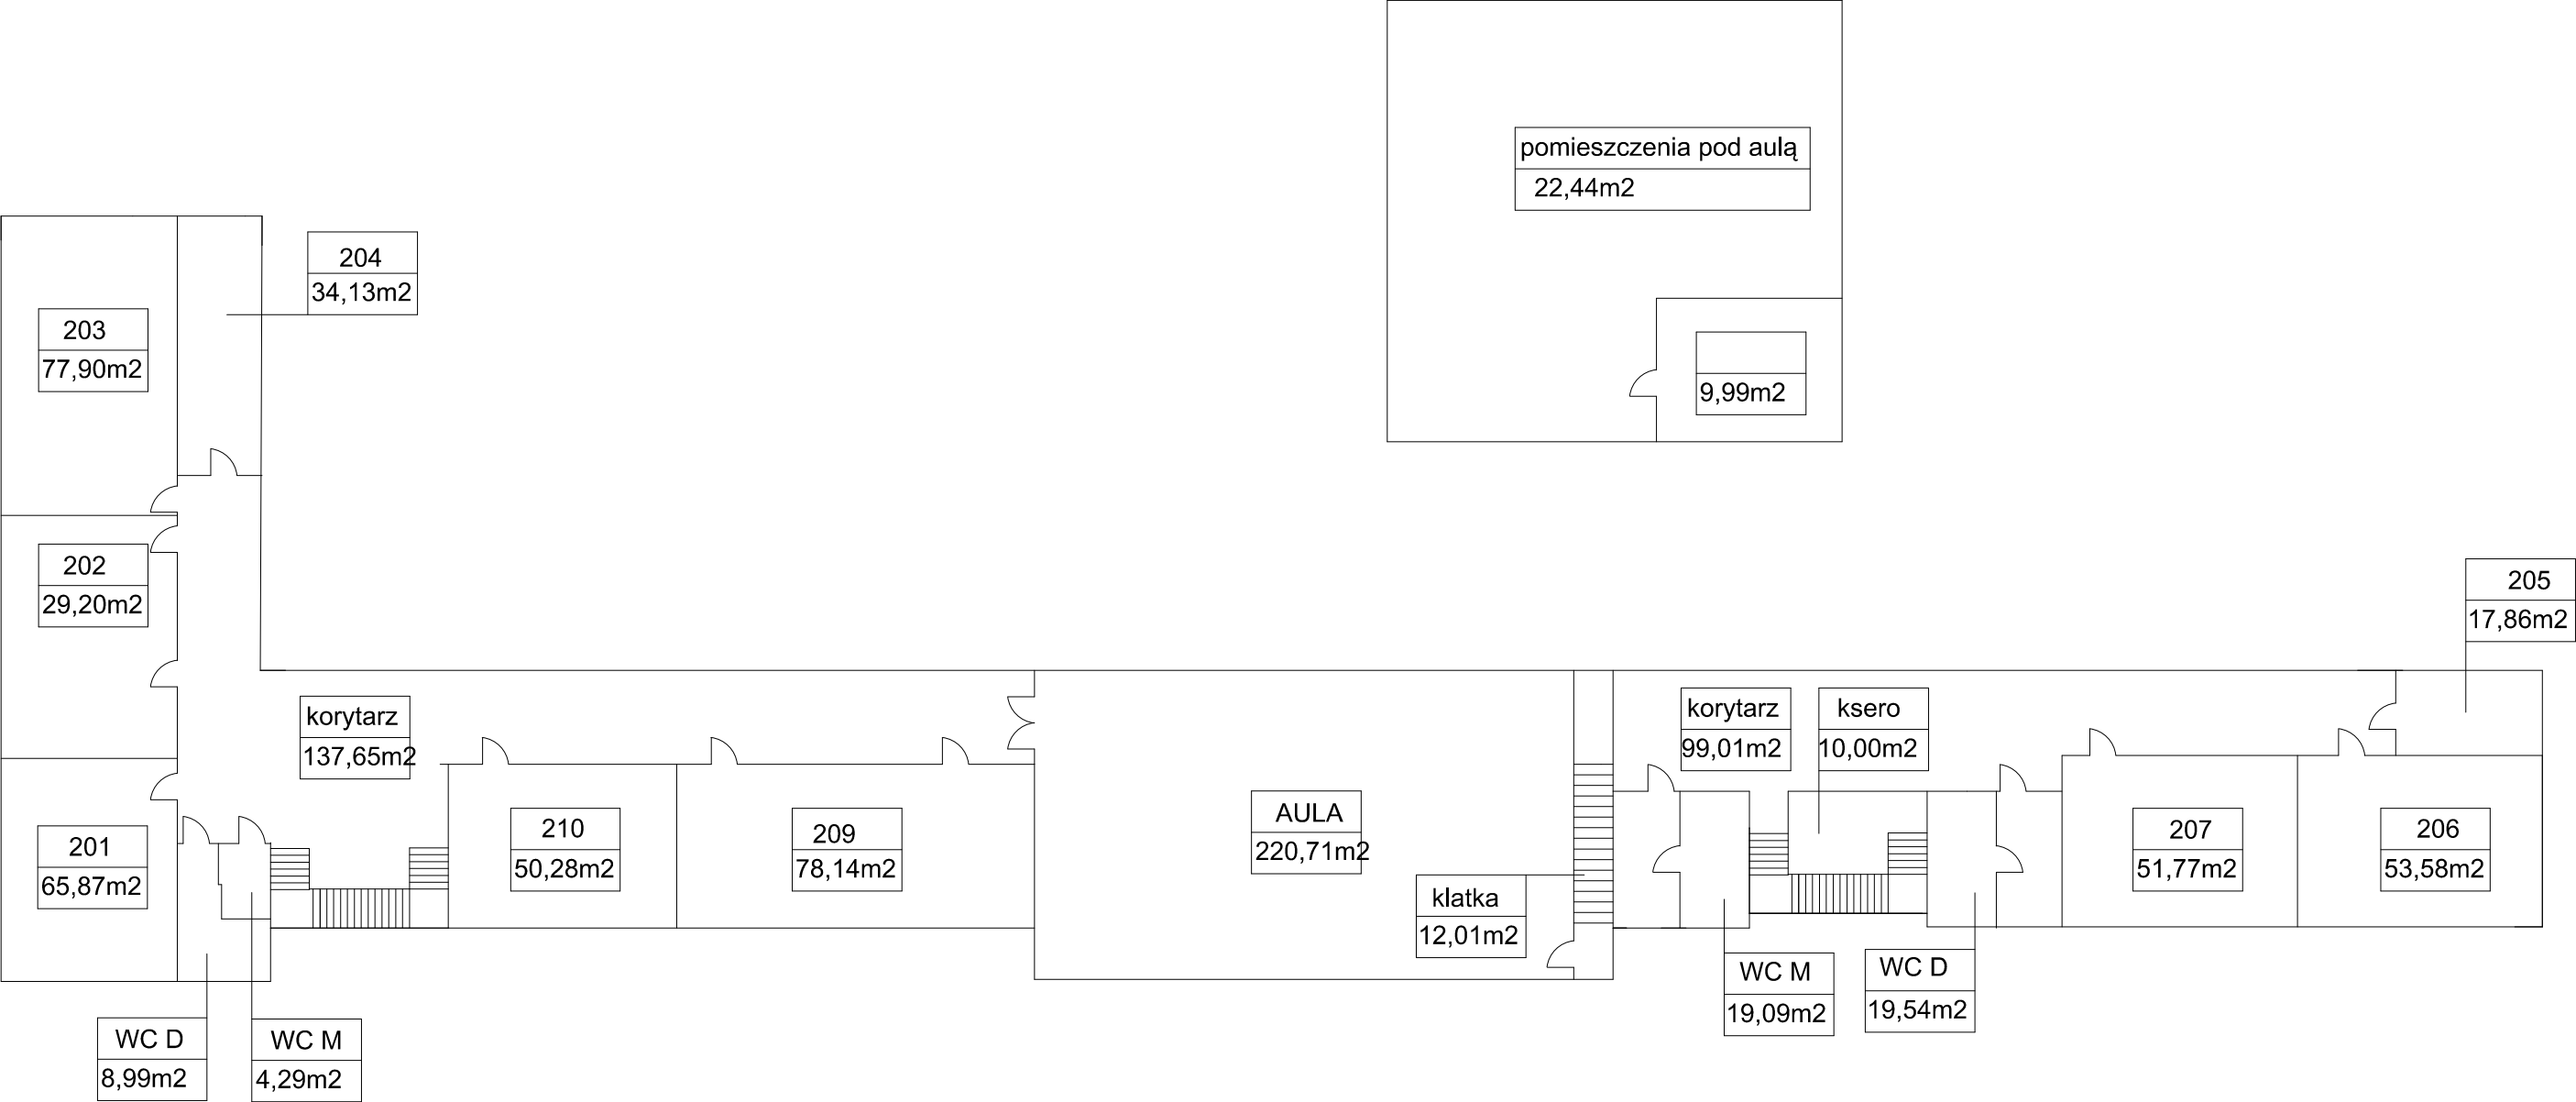 pomieszczenia pod aulą
22,44m2
204
34,13m2
203
77,90m2
9,99m2
202
29,20m2
205
17,86m2
korytarz
137,65m2
korytarz
99,01m2
ksero
10,00m2
201
65,87m2
210
50,28m2
209
78,14m2
AULA
220,71m2
klatka
12,01m2
207
51,77m2
206
53,58m2
WC M
19,09m2
WC D
19,54m2
WC D
8,99m2
WC M
4,29m2